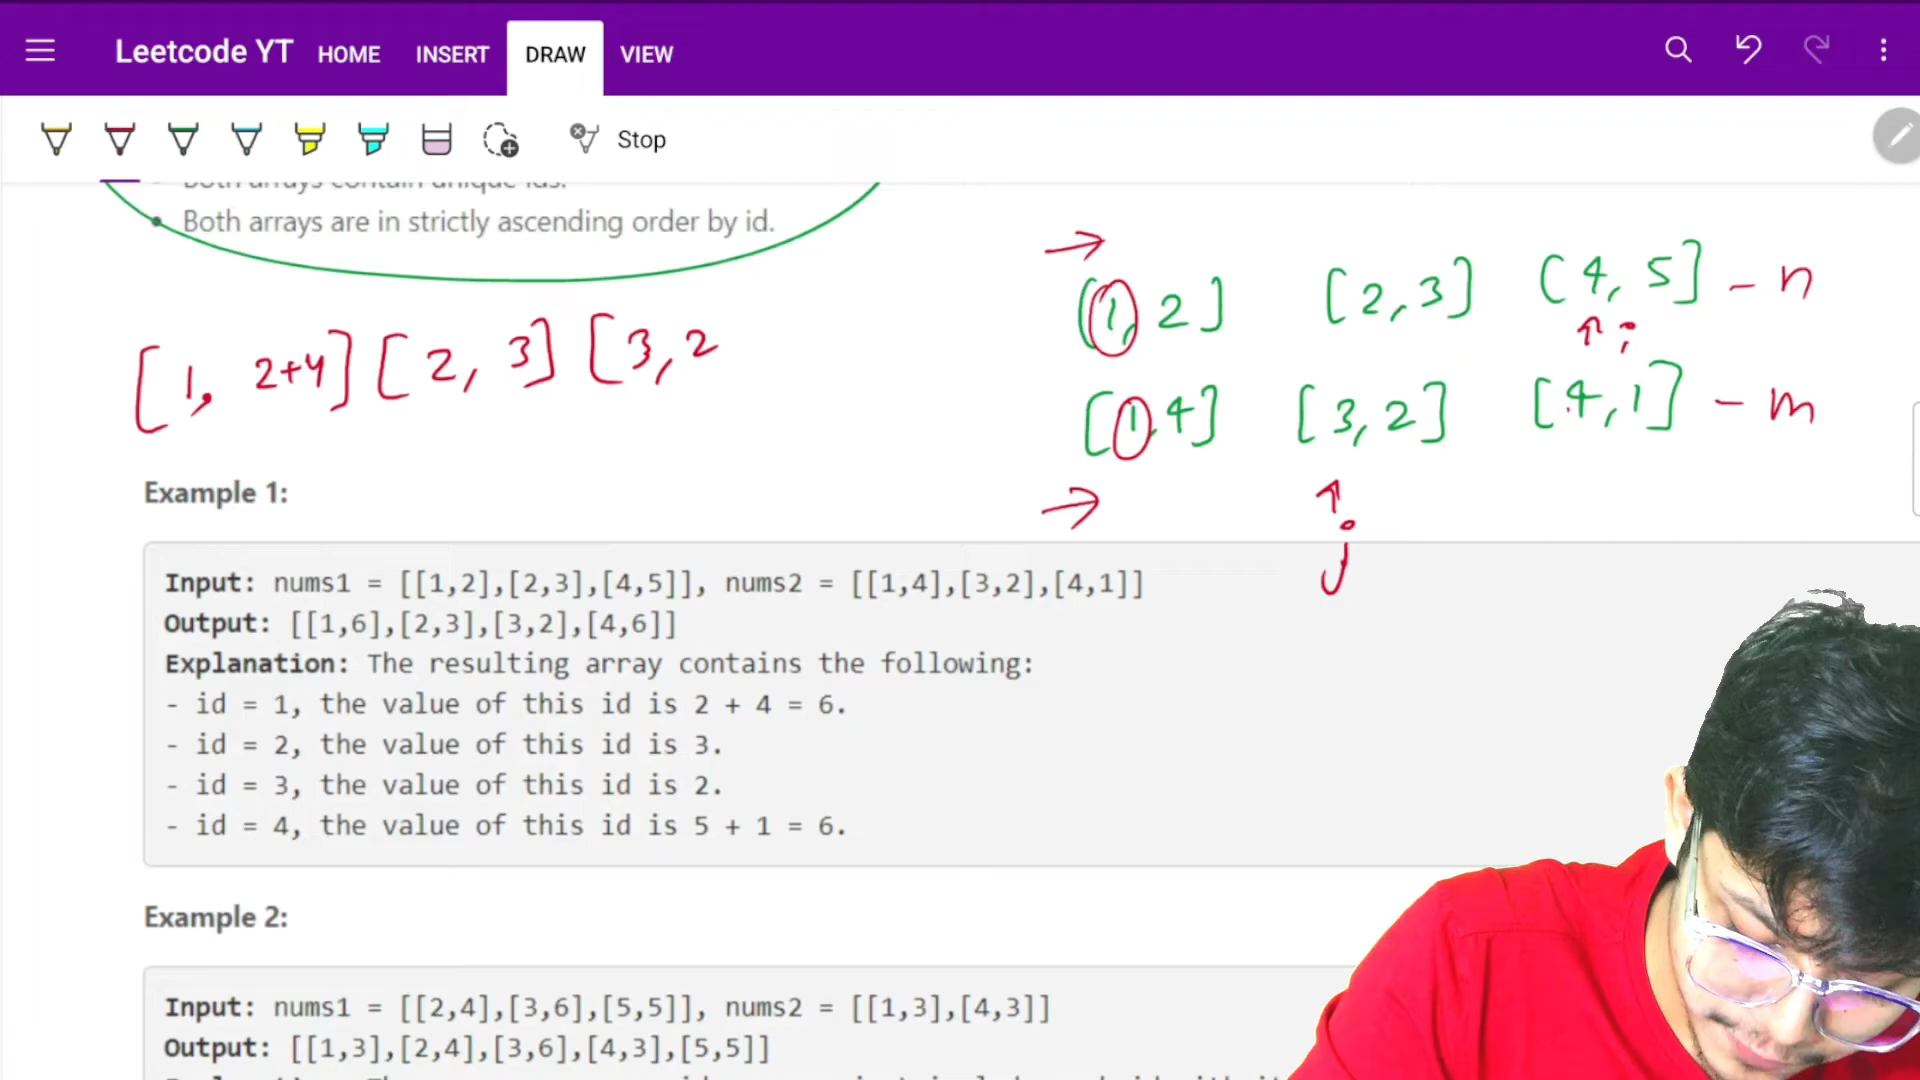 Leetcode YT HOME INSERT DRAW VIEW
Stop
Both arrays contain unique ids.
Both arrays are in strictly ascending order by id.
[1, 2] [2, 3] [4, 5] - n
i
[1, 2+4] [2, 3] [3, 2
[1, 4] [3, 2] [4, 1] - m
j
Example 1:
Input: nums1 = [[1,2],[2,3],[4,5]], nums2 = [[1,4],[3,2],[4,1]]
Output: [[1,6],[2,3],[3,2],[4,6]]
Explanation: The resulting array contains the following:
- id = 1, the value of this id is 2 + 4 = 6.
- id = 2, the value of this id is 3.
- id = 3, the value of this id is 2.
- id = 4, the value of this id is 5 + 1 = 6.
Example 2:
Input: nums1 = [[2,4],[3,6],[5,5]], nums2 = [[1,3],[4,3]]
Output: [[1,3],[2,4],[3,6],[4,3],[5,5]]